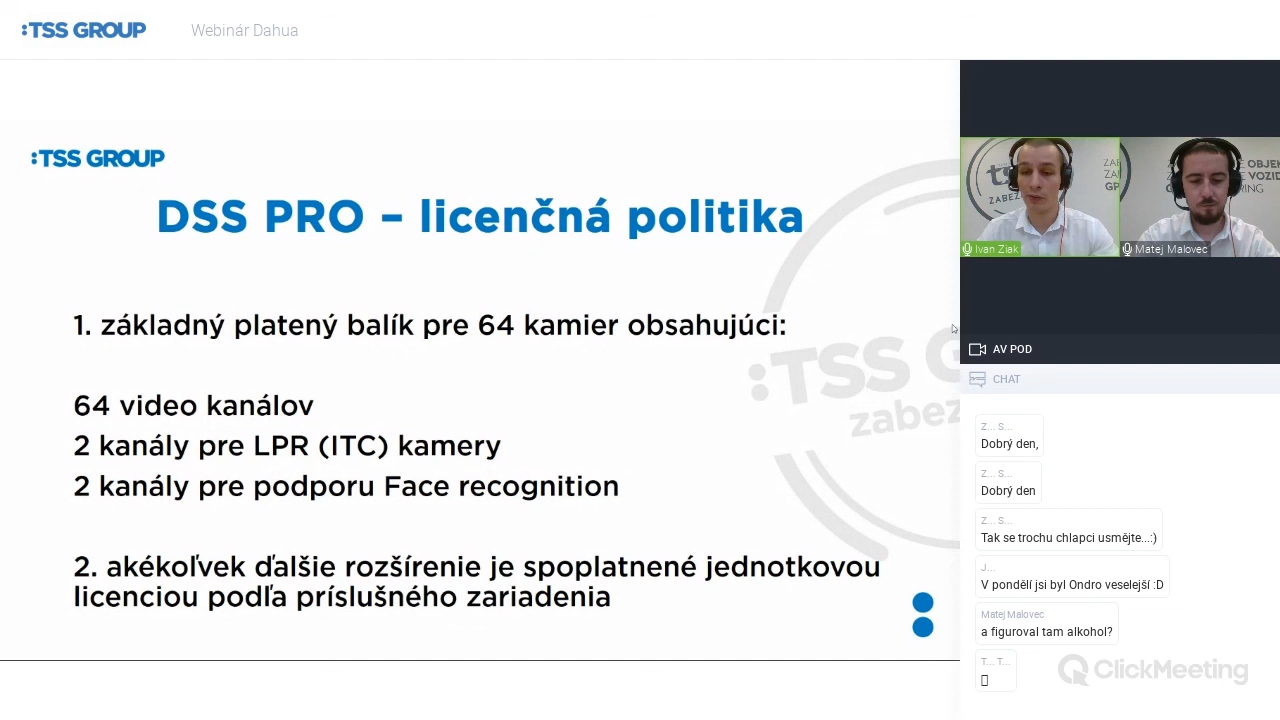 :TSS GROUP
Webinár Dahua
:TSS GROUP
DSS PRO – licenčná politika
1. základný platený balík pre 64 kamier obsahujúci:
64 video kanálov
2 kanály pre LPR (ITC) kamery
2 kanály pre podporu Face recognition
2. akékoľvek ďalšie rozšírenie je spoplatnené jednotkovou
licenciou podľa príslušného zariadenia
:TSS G
zabez
Ivan Ziak
Matej Malovec
AV POD
CHAT
Z... S...
Dobrý den,
Z... S...
Dobrý den
Z... S...
Tak se trochu chlapci usmějte...:)
J...
V pondělí jsi byl Ondro veselejší :D
Matej Malovec
a figuroval tam alkohol?
T... T...
ClickMeeting